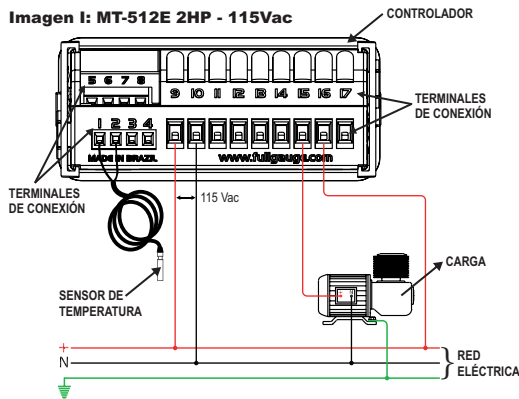 Imagen I: MT-512E 2HP - 115Vac
CONTROLADOR
5 6 7 8
9 10 11 12 13 14 15 16 17
TERMINALES
DE CONEXIÓN
1 2 3 4
MADE IN BRAZIL
www.fullgauge.com
TERMINALES
DE CONEXIÓN
115 Vac
SENSOR DE
TEMPERATURA
CARGA
+
N
RED
ELÉCTRICA